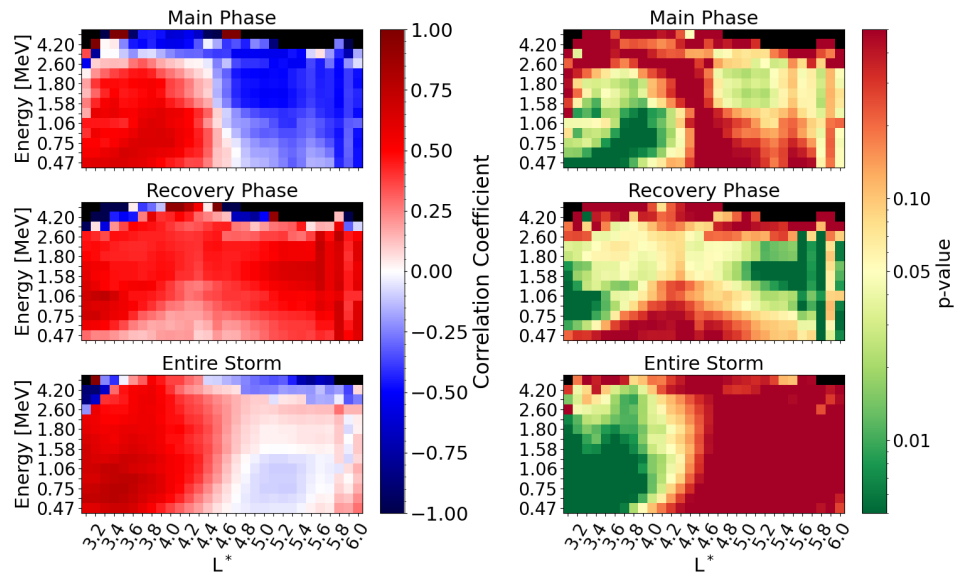 Main Phase
Main Phase
Energy [MeV]
4.20
2.60
1.80
1.58
1.06
0.75
0.47
Recovery Phase
Recovery Phase
Energy [MeV]
4.20
2.60
1.80
1.58
1.06
0.75
0.47
Entire Storm
Entire Storm
Energy [MeV]
4.20
2.60
1.80
1.58
1.06
0.75
0.47
3.2 3.4 3.6 3.8 4.0 4.2 4.4 4.6 4.8 5.0 5.2 5.4 5.6 5.8 6.0
L*
1.00
0.75
0.50
0.25
0.00
−0.25
−0.50
−0.75
−1.00
Correlation Coefficient
3.2 3.4 3.6 3.8 4.0 4.2 4.4 4.6 4.8 5.0 5.2 5.4 5.6 5.8 6.0
L*
0.10
0.05
0.01
p-value